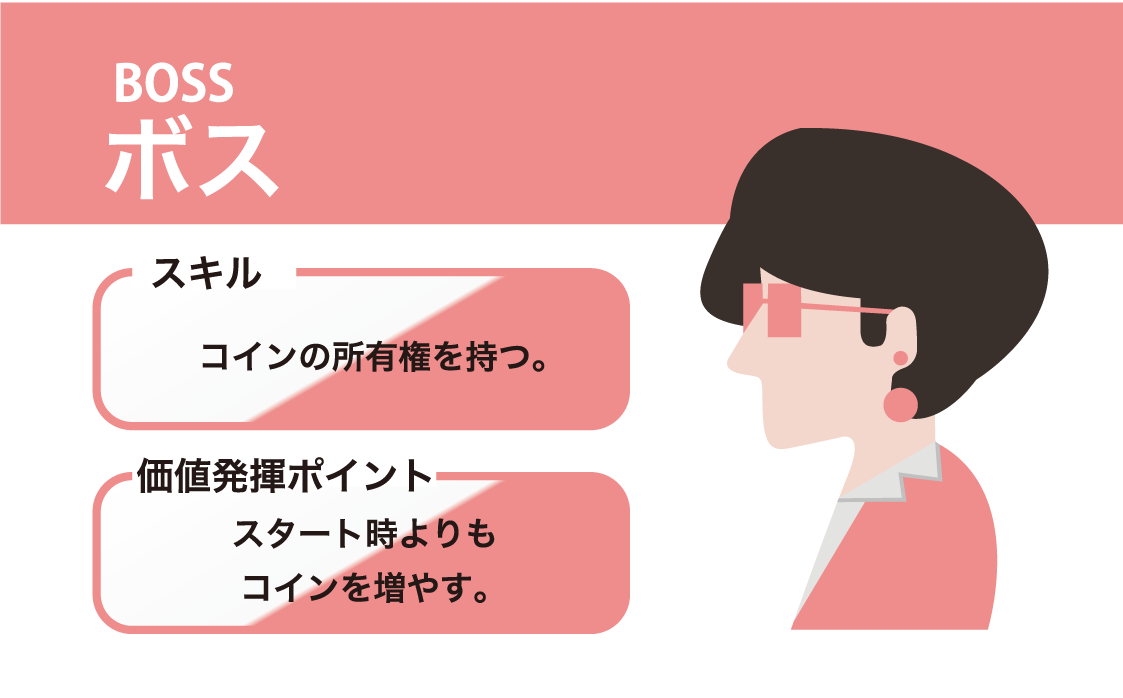 BOSS
ボス
スキル
コインの所有権を持つ。
価値発揮ポイント
スタート時よりも
コインを増やす。